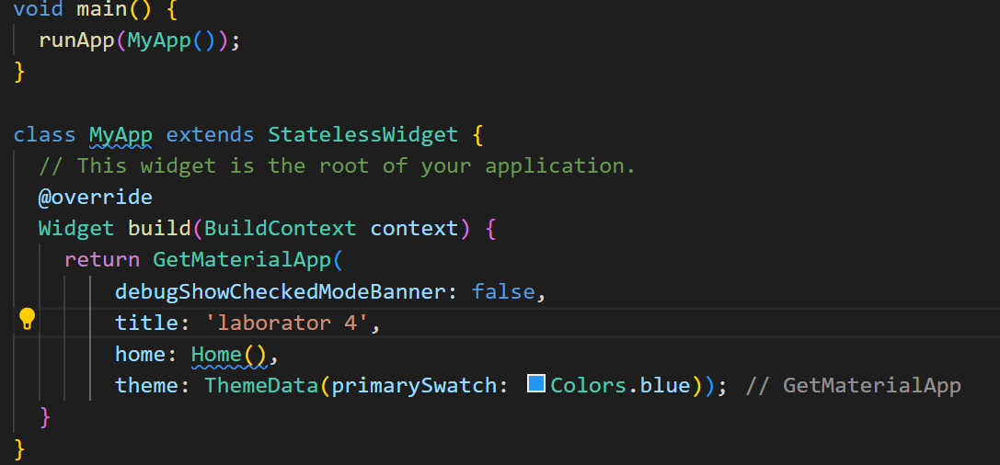 void main() {
  runApp(MyApp());
}

class MyApp extends StatelessWidget {
  // This widget is the root of your application.
  @override
  Widget build(BuildContext context) {
    return GetMaterialApp(
        debugShowCheckedModeBanner: false,
        title: 'laborator 4',
        home: Home(),
        theme: ThemeData(primarySwatch: Colors.blue)); // GetMaterialApp
  }
}